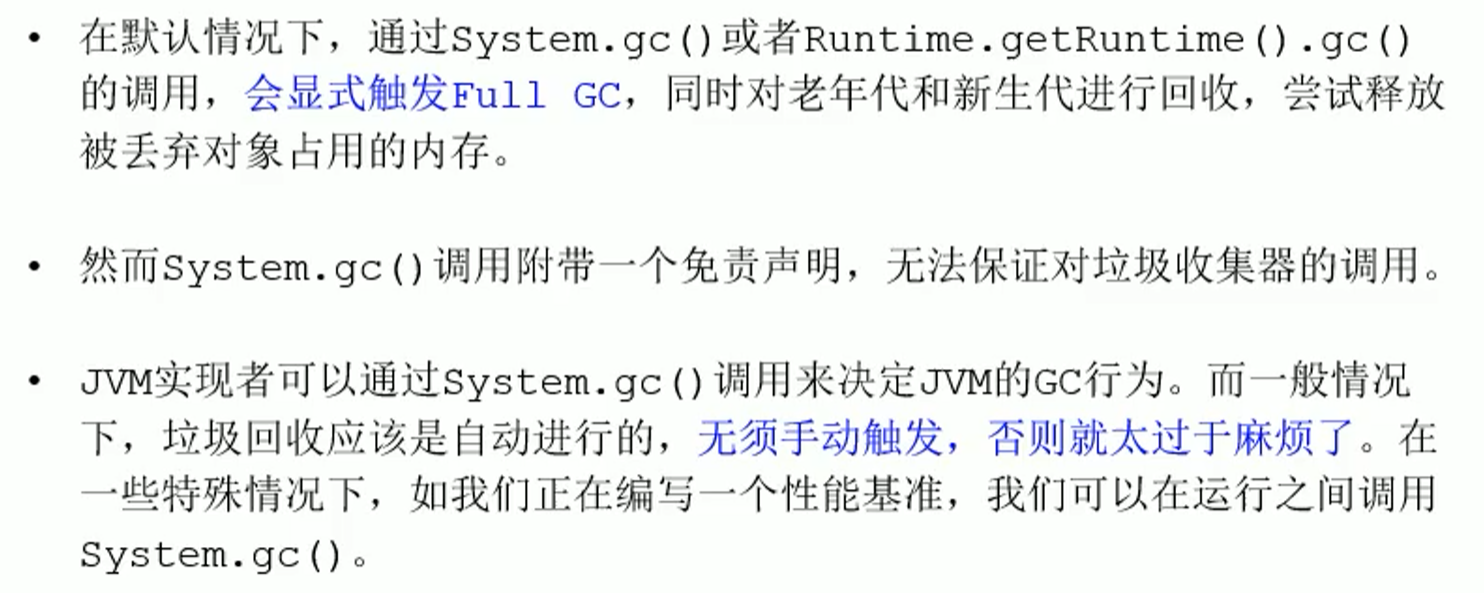 • 在默认情况下，通过System.gc()或者Runtime.getRuntime().gc()
的调用，会显式触发Full GC，同时对老年代和新生代进行回收，尝试释放
被丢弃对象占用的内存。
• 然而System.gc()调用附带一个免责声明，无法保证对垃圾收集器的调用。
• JVM实现者可以通过System.gc()调用来决定JVM的GC行为。而一般情况
下，垃圾回收应该是自动进行的，无须手动触发，否则就太过于麻烦了。在
一些特殊情况下，如我们正在编写一个性能基准，我们可以在运行之间调用
System.gc()。